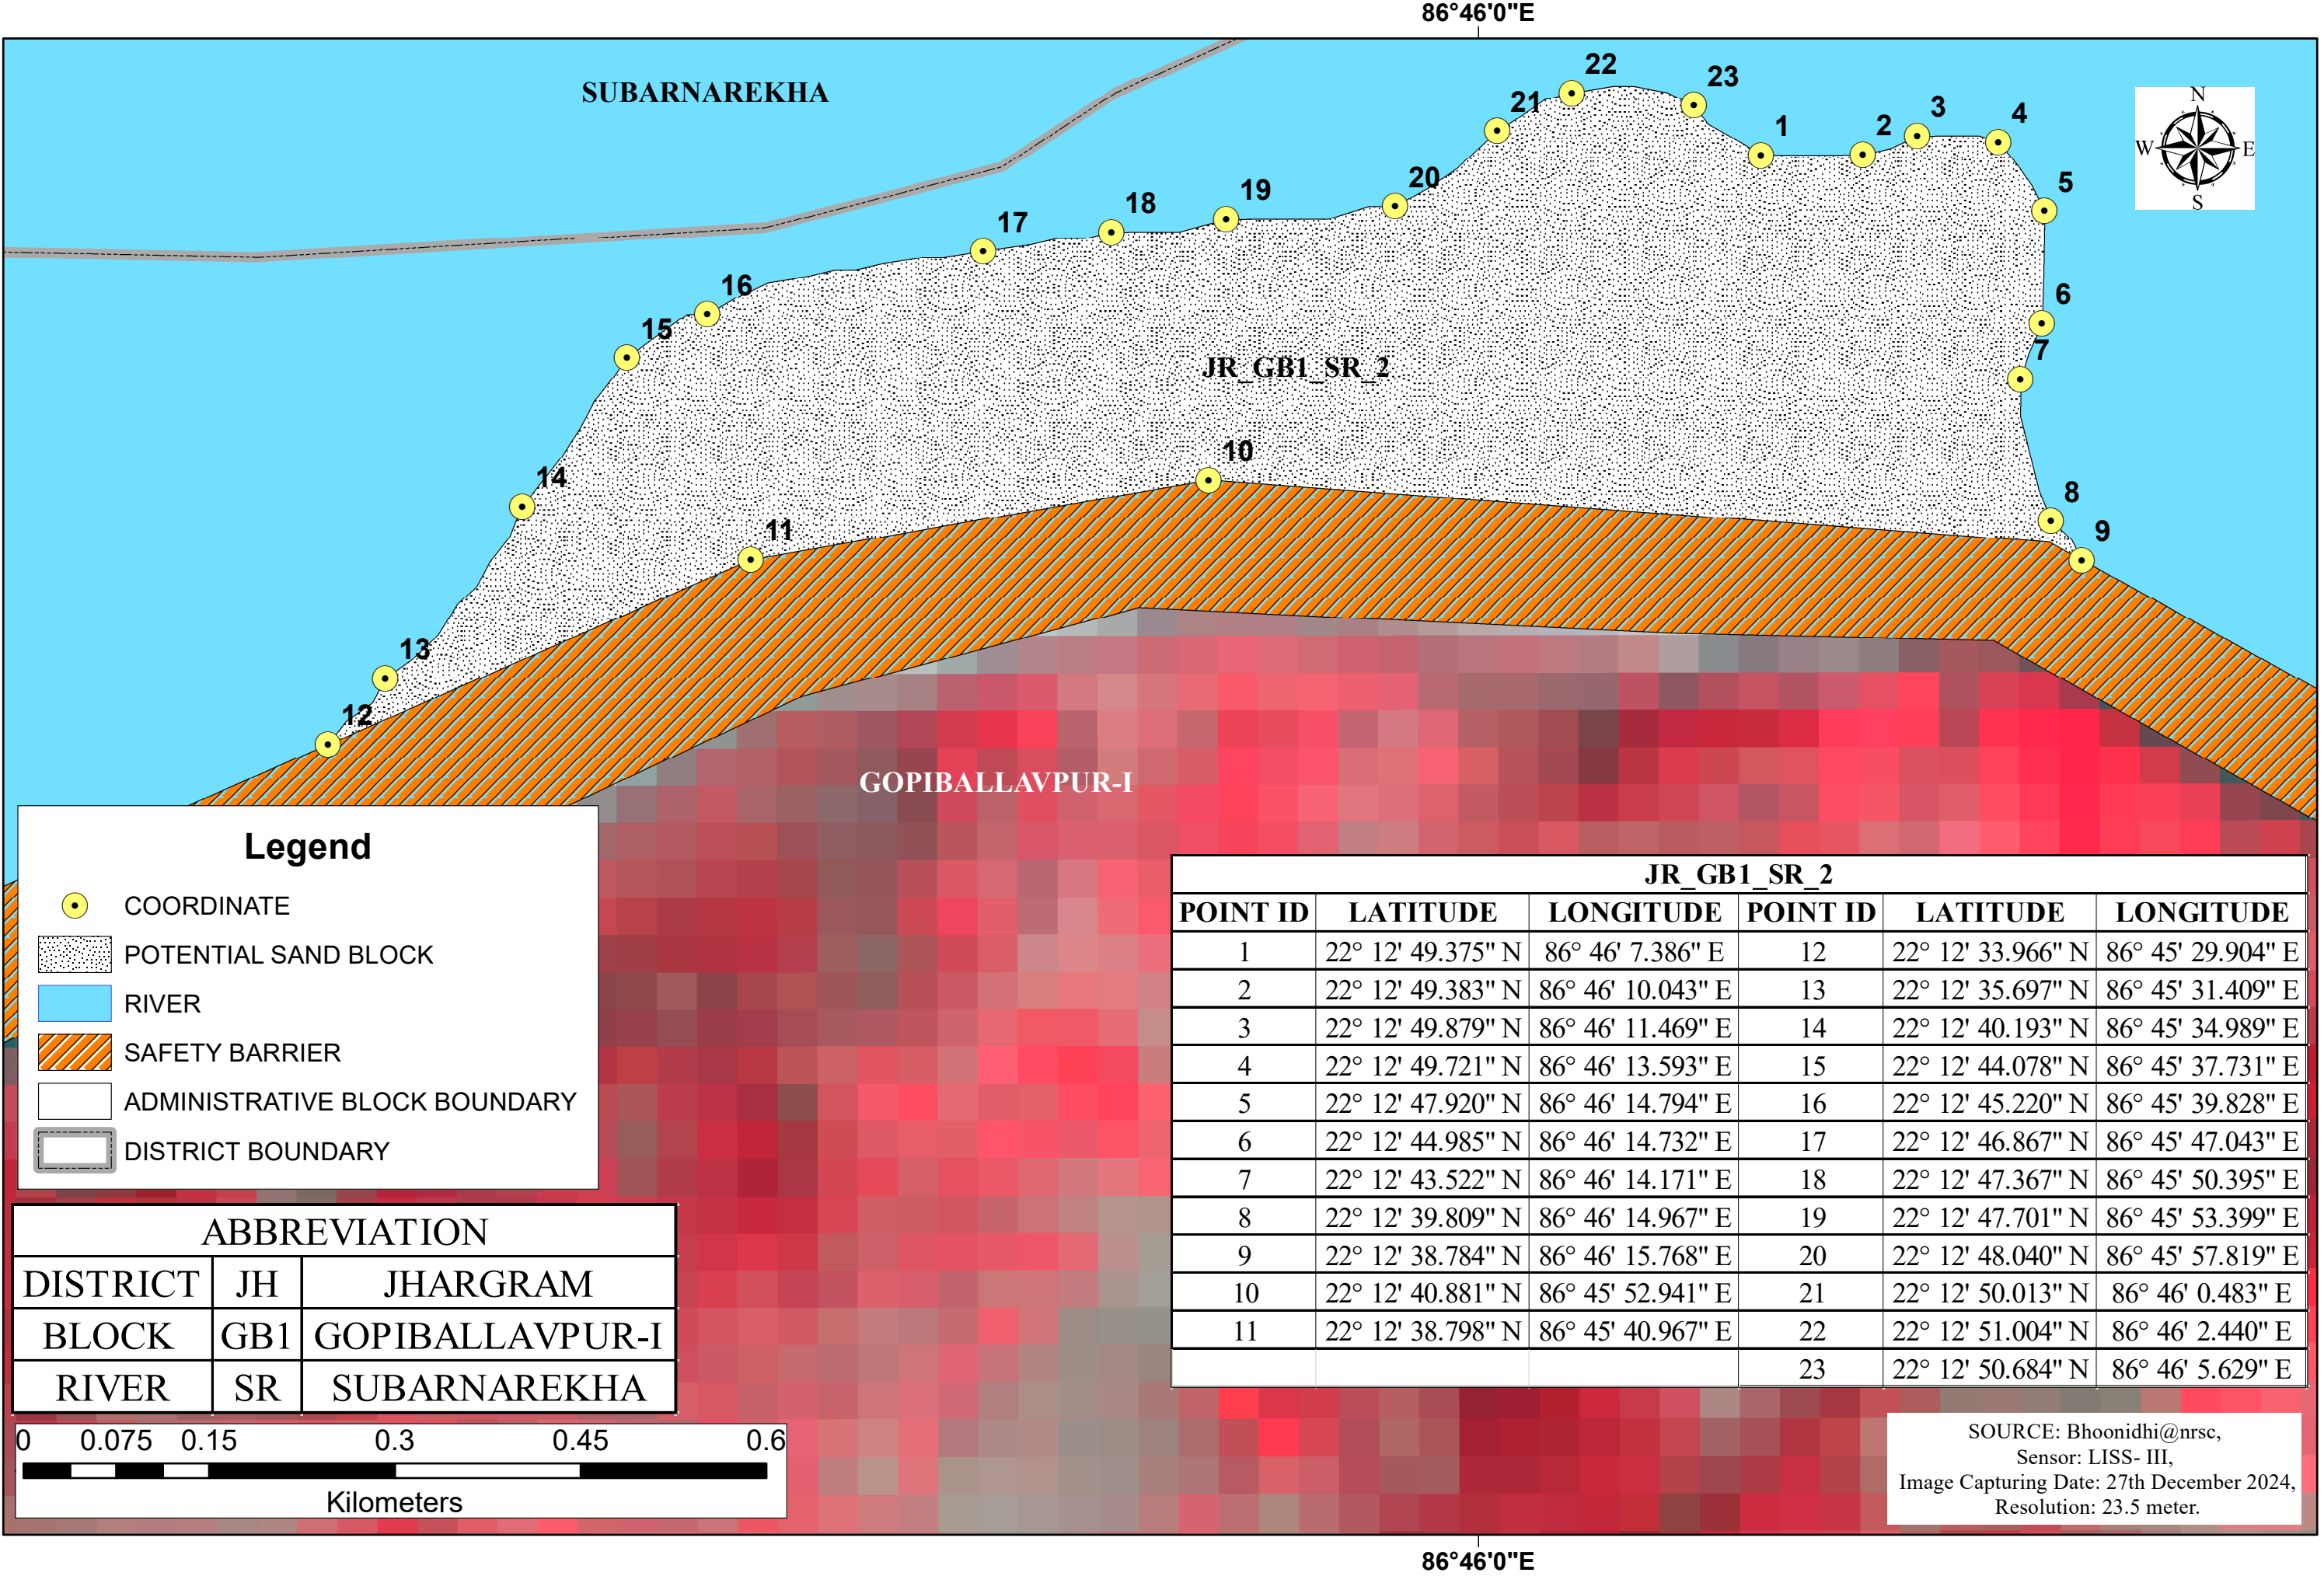 86°46'0"E
SUBARNAREKHA
22
23
21
1
2
3
4
N
W
E
S
5
20
19
18
17
16
15
6
7
JR_GB1_SR_2
10
14
8
11
9
13
12
GOPIBALLAVPUR-I
Legend
COORDINATE
POTENTIAL SAND BLOCK
RIVER
SAFETY BARRIER
ADMINISTRATIVE BLOCK BOUNDARY
DISTRICT BOUNDARY
JR_GB1_SR_2
POINT ID LATITUDE LONGITUDE POINT ID LATITUDE LONGITUDE
1 22° 12' 49.375" N 86° 46' 7.386" E 12 22° 12' 33.966" N 86° 45' 29.904" E
2 22° 12' 49.383" N 86° 46' 10.043" E 13 22° 12' 35.697" N 86° 45' 31.409" E
3 22° 12' 49.879" N 86° 46' 11.469" E 14 22° 12' 40.193" N 86° 45' 34.989" E
4 22° 12' 49.721" N 86° 46' 13.593" E 15 22° 12' 44.078" N 86° 45' 37.731" E
5 22° 12' 47.920" N 86° 46' 14.794" E 16 22° 12' 45.220" N 86° 45' 39.828" E
6 22° 12' 44.985" N 86° 46' 14.732" E 17 22° 12' 46.867" N 86° 45' 47.043" E
7 22° 12' 43.522" N 86° 46' 14.171" E 18 22° 12' 47.367" N 86° 45' 50.395" E
8 22° 12' 39.809" N 86° 46' 14.967" E 19 22° 12' 47.701" N 86° 45' 53.399" E
9 22° 12' 38.784" N 86° 46' 15.768" E 20 22° 12' 48.040" N 86° 45' 57.819" E
10 22° 12' 40.881" N 86° 45' 52.941" E 21 22° 12' 50.013" N 86° 46' 0.483" E
11 22° 12' 38.798" N 86° 45' 40.967" E 22 22° 12' 51.004" N 86° 46' 2.440" E
23 22° 12' 50.684" N 86° 46' 5.629" E
ABBREVIATION
DISTRICT JH JHARGRAM
BLOCK GB1 GOPIBALLAVPUR-I
RIVER SR SUBARNAREKHA
0 0.075 0.15 0.3 0.45 0.6
Kilometers
SOURCE: Bhoonidhi@nrsc,
Sensor: LISS- III,
Image Capturing Date: 27th December 2024,
Resolution: 23.5 meter.
86°46'0"E